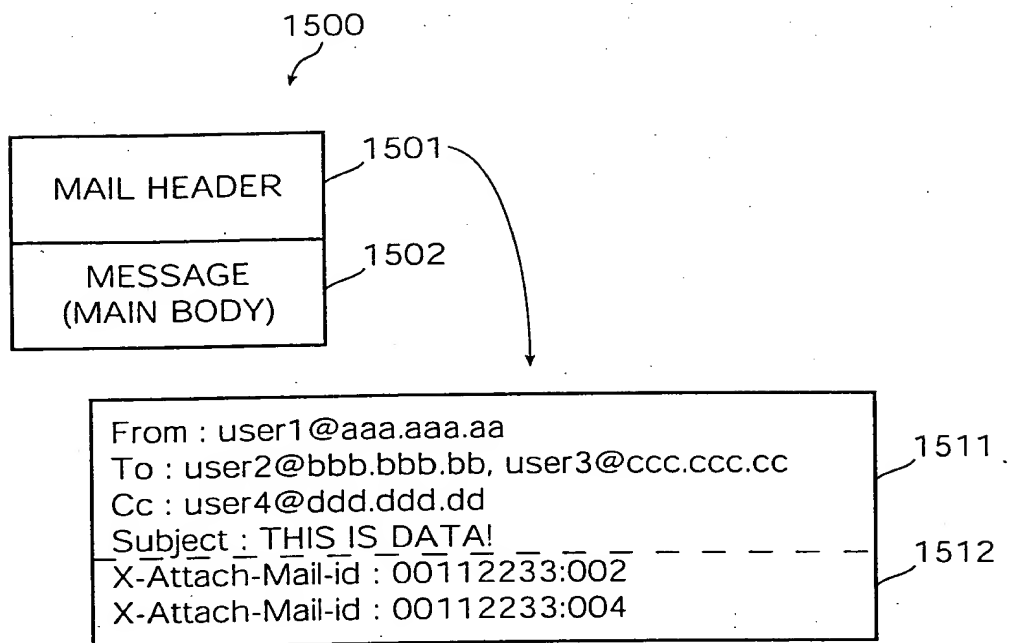 1500
MAIL HEADER
1501
MESSAGE
(MAIN BODY)
1502
From : user1@aaa.aaa.aa
To : user2@bbb.bbb.bb, user3@ccc.ccc.cc
Cc : user4@ddd.ddd.dd
Subject : THIS IS DATA!
1511
X-Attach-Mail-id : 00112233:002
X-Attach-Mail-id : 00112233:004
1512